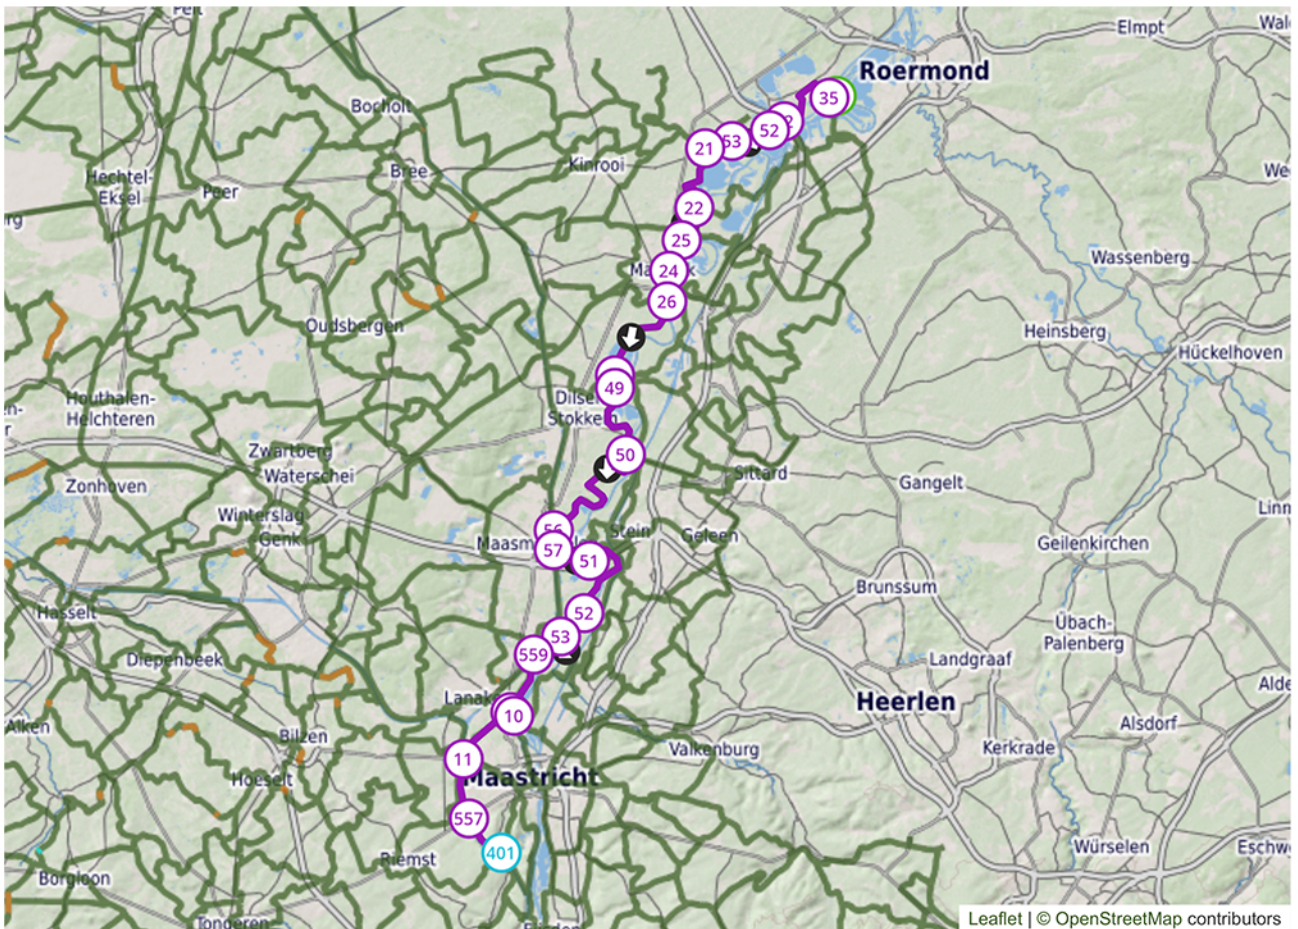 Elmpt
Roermond
35
Bocholt
52
53
21
Kinrooi
Bree
Hechtel-
Eksel
Peer
22
25
Wassenberg
24
26
Oudsbergen
Heinsberg
Hückelhoven
49
Houthalen-
Helchteren
Zwartberg
Waterschei
50
Sittard
Gangelt
Zonhoven
Winterslag
Genk
56
57
51
Stein
Geleen
Geilenkirchen
Brunssum
Hasselt
52
53
559
Übach-
Palenberg
Diepenbeek
Landgraaf
Heerlen
10
Alken
Bilzen
Alsdorf
Kerkrade
Valkenburg
11
Maastricht
Hoeselt
557
401
Riemst
Würselen
Borgloon
Tongeren
Leaflet | © OpenStreetMap contributors